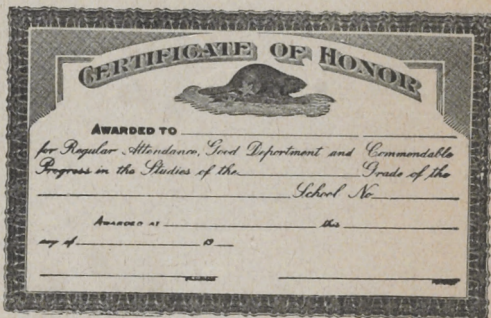 CERTIFICATE OF HONOR
AWARDED TO
for Regular Attendance, Good Deportment and Commendable
Progress in the Studies of the Grade of the
School No
AWARDED AT this
day of 19